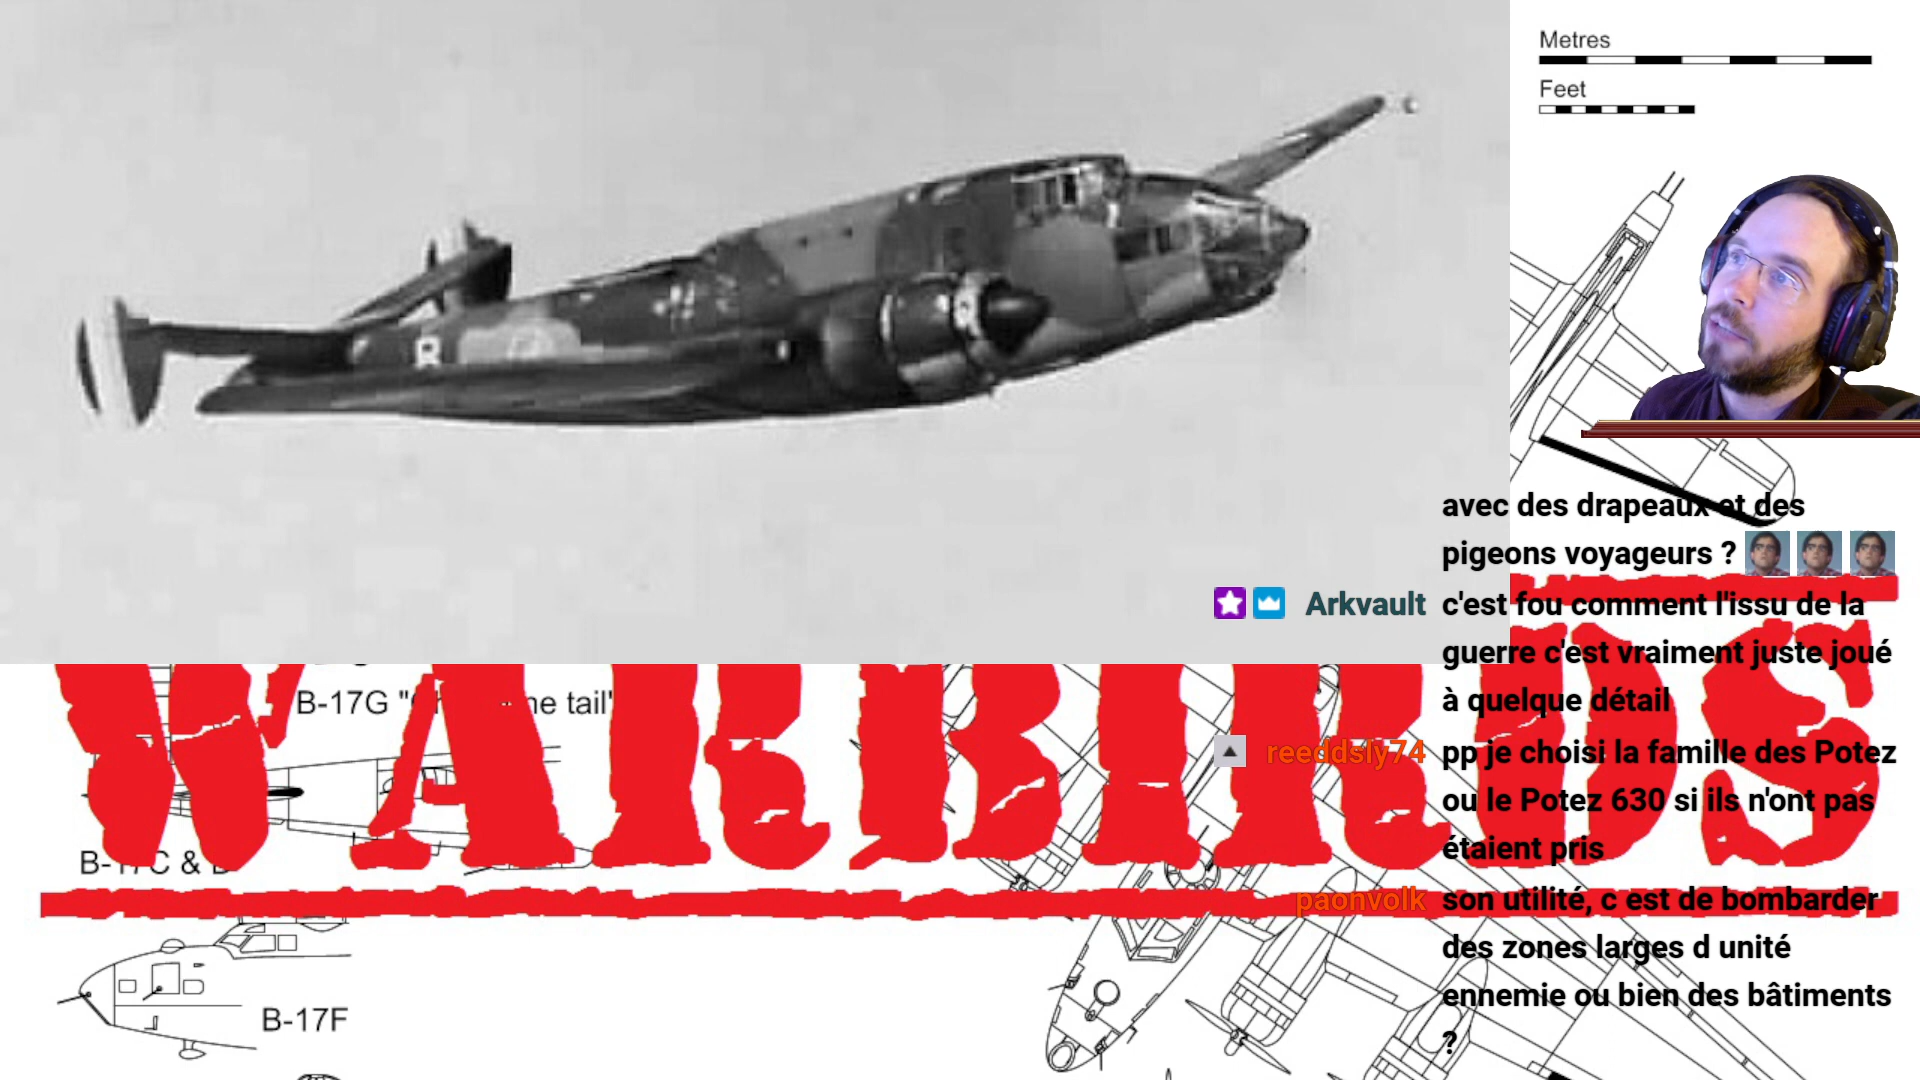 Metres
Feet
R
avec des drapeaux et des
pigeons voyageurs ?
Arkvault c'est fou comment l'issu de la
guerre c'est vraiment juste joué
à quelque détail
reeddsly74 pp je choisi la famille des Potez
ou le Potez 630 si ils n'ont pas
étaient pris
paonvolk son utilité, c est de bombarder
des zones larges d unité
ennemie ou bien des bâtiments
?
WARBIRDS
B-17G
tail"
B-17C &
B-17F